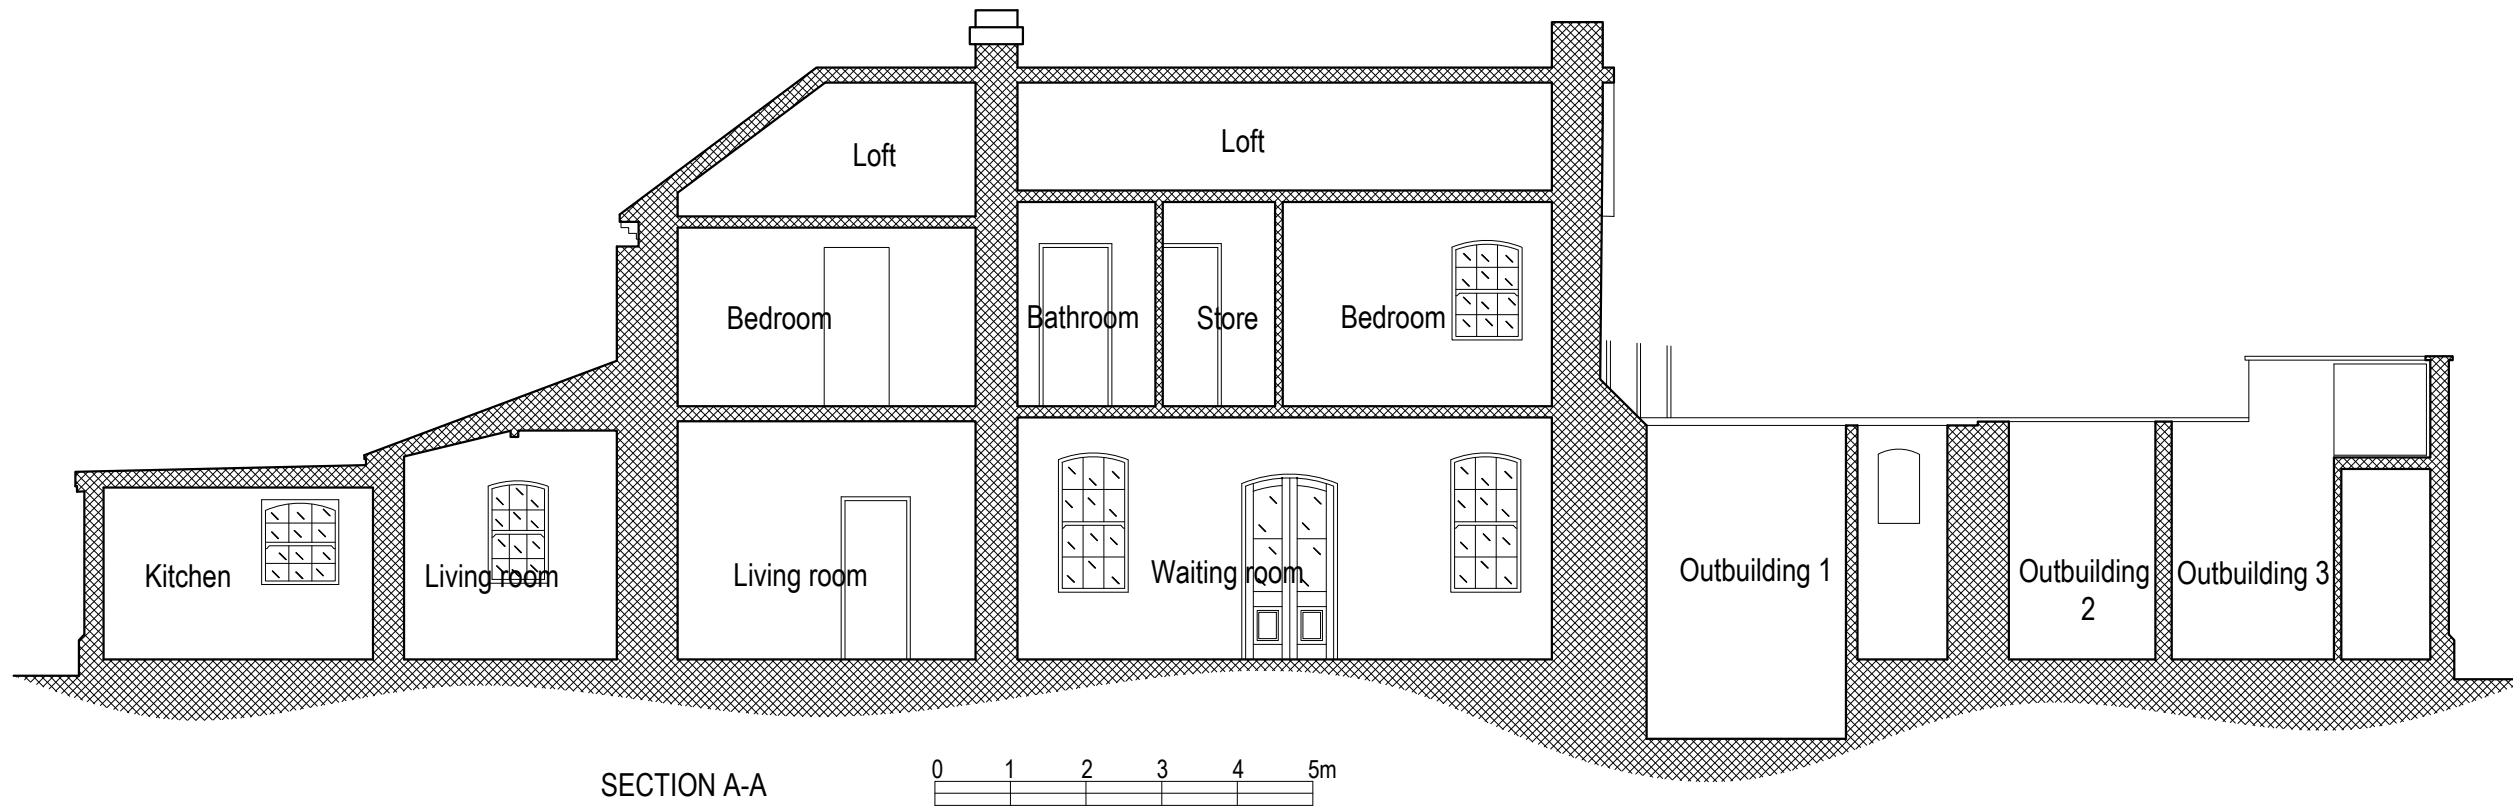 Loft
Loft
Bedroom
Bathroom
Store
Bedroom
Kitchen
Living room
Living room
Waiting room
Outbuilding 1
Outbuilding
2
Outbuilding 3
SECTION A-A
0 1 2 3 4 5m